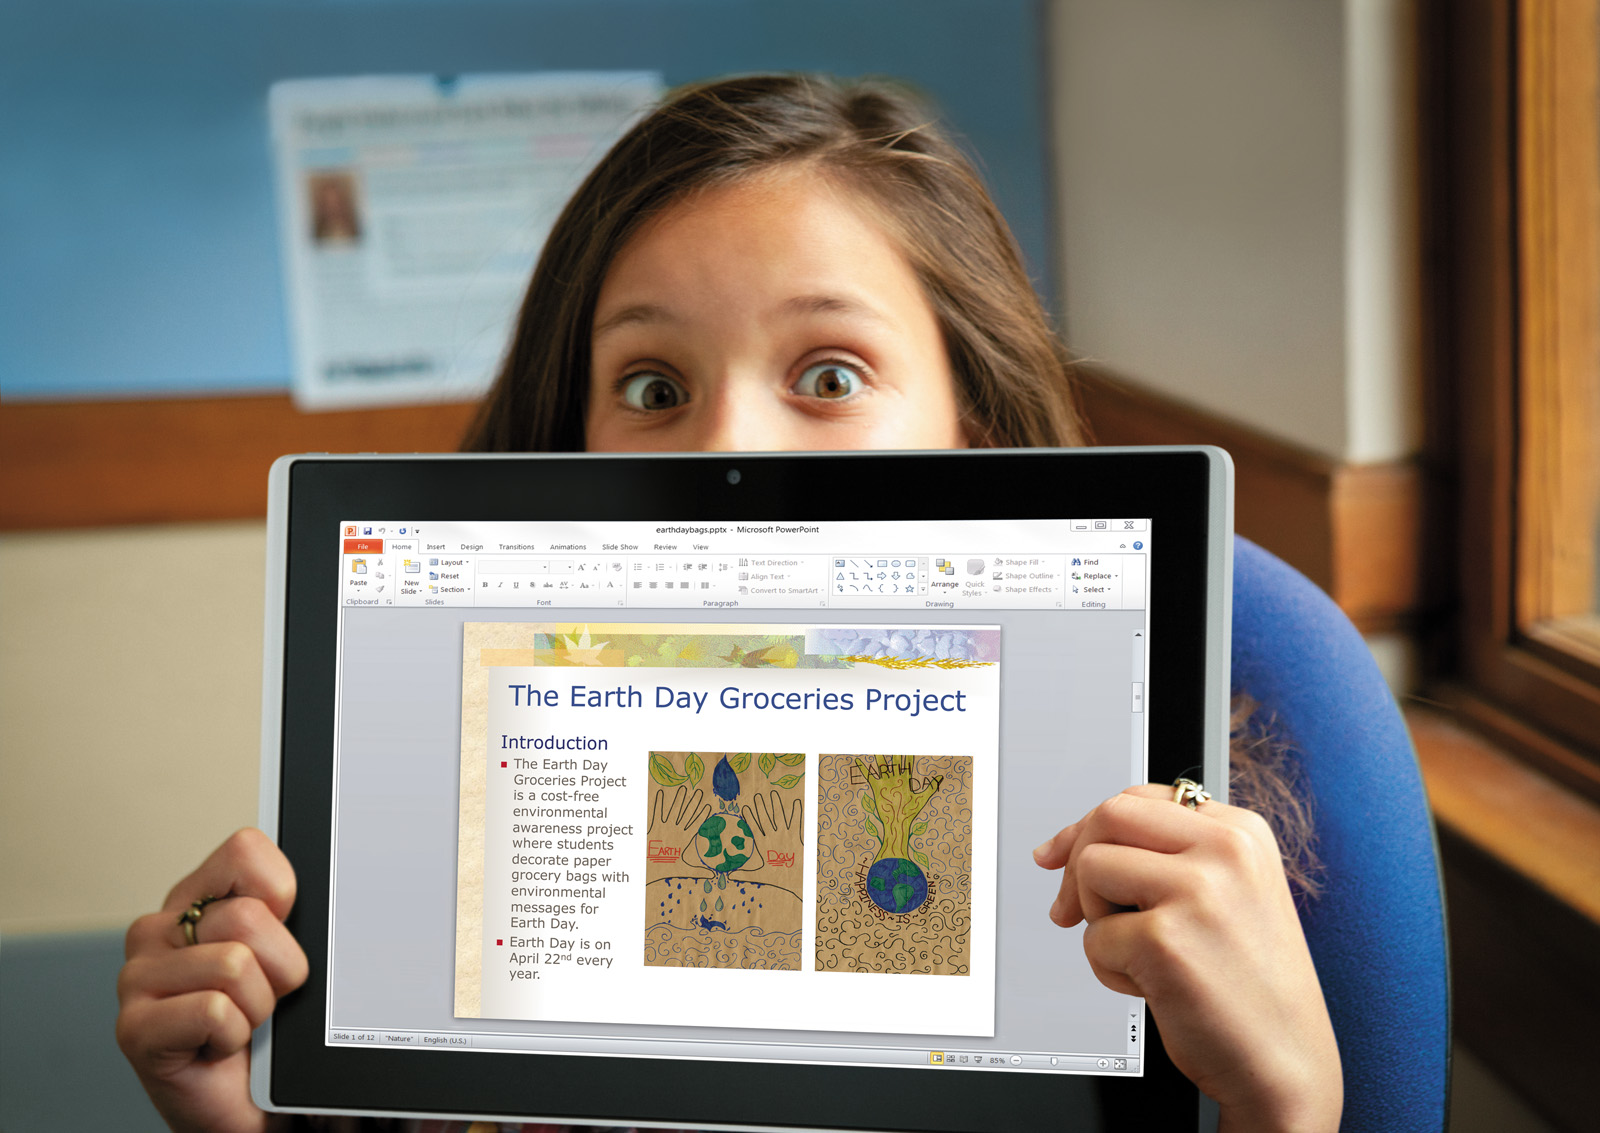 earthdaybags.pptx - Microsoft PowerPoint
File Home Insert Design Transitions Animations Slide Show Review View
Paste
Clipboard
New Slide
Layout
Reset
Section
Slides
Font
Text Direction
Align Text
Convert to SmartArt
Paragraph
Arrange
Quick Styles
Shape Fill
Shape Outline
Shape Effects
Drawing
Find
Replace
Select
Editing
The Earth Day Groceries Project
Introduction
The Earth Day
Groceries Project
is a cost-free
environmental
awareness project
where students
decorate paper
grocery bags with
environmental
messages for
Earth Day.
Earth Day is on
April 22nd every
year.
EARTH DAY
EARTH DAY
~HAPPINESS~IS~GREEN~
Slide 1 of 12 "Nature" English (U.S.) 85%